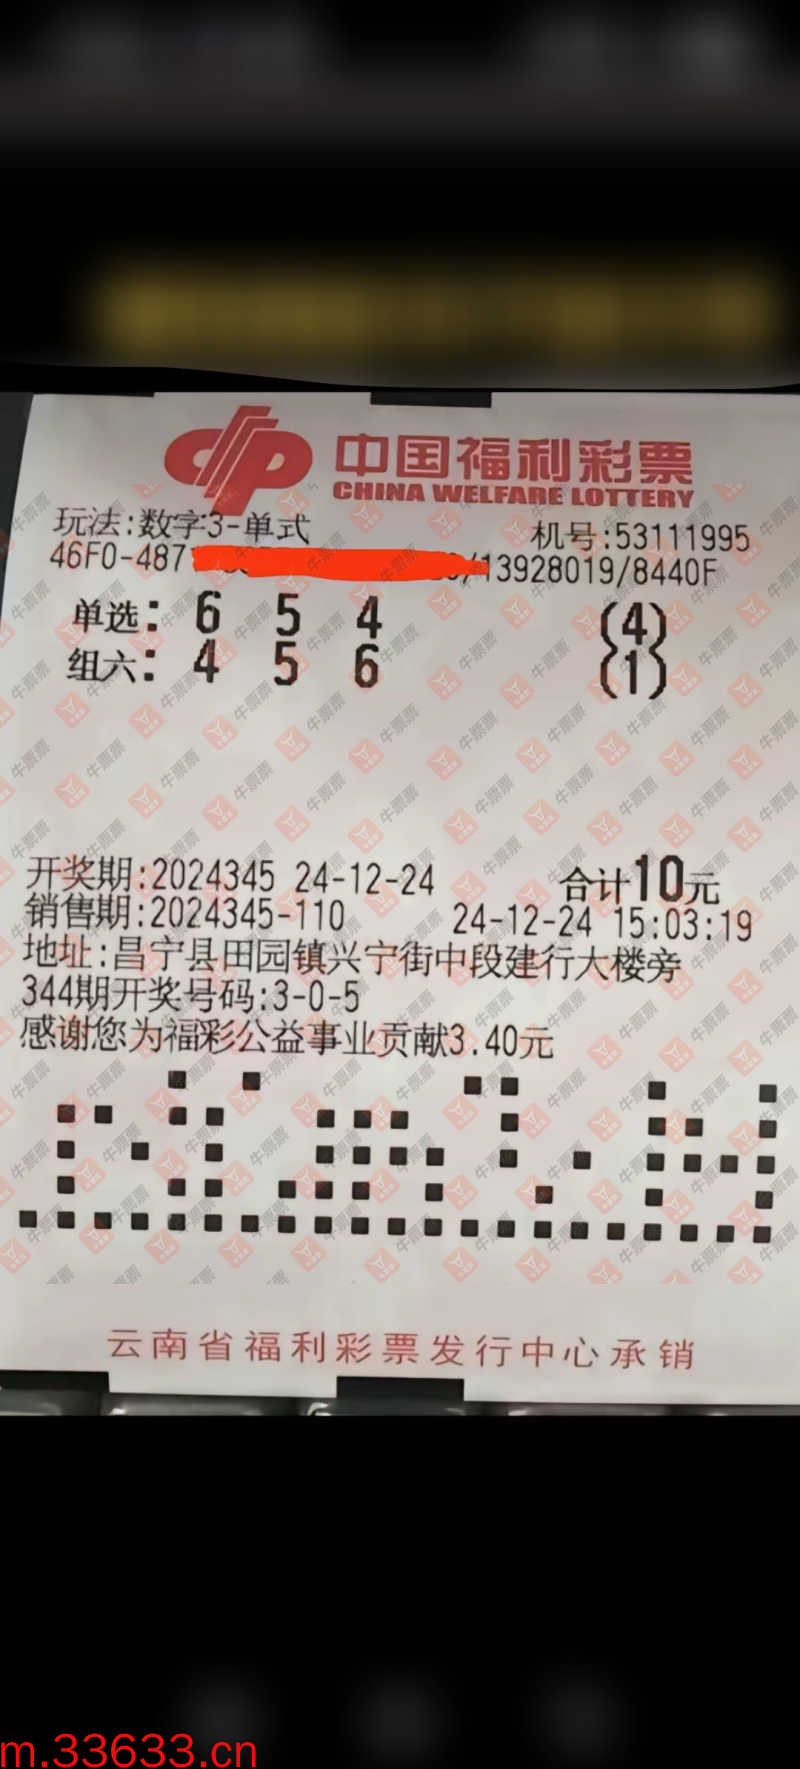 中国福利彩票
CHINA WELFARE LOTTERY
玩法:数字3-单式 机号:53111995
46F0-487 /13928019/8440F
单选: 6 5 4 (4)
组六: 4 5 6 (1)
开奖期:2024345 24-12-24 合计10元
销售期:2024345-110 24-12-24 15:03:19
地址:昌宁县田园镇兴宁街中段建行大楼旁
344期开奖号码:3-0-5
感谢您为福彩公益事业贡献3.40元
云南省福利彩票发行中心承销
牛票票
m.33633.cn